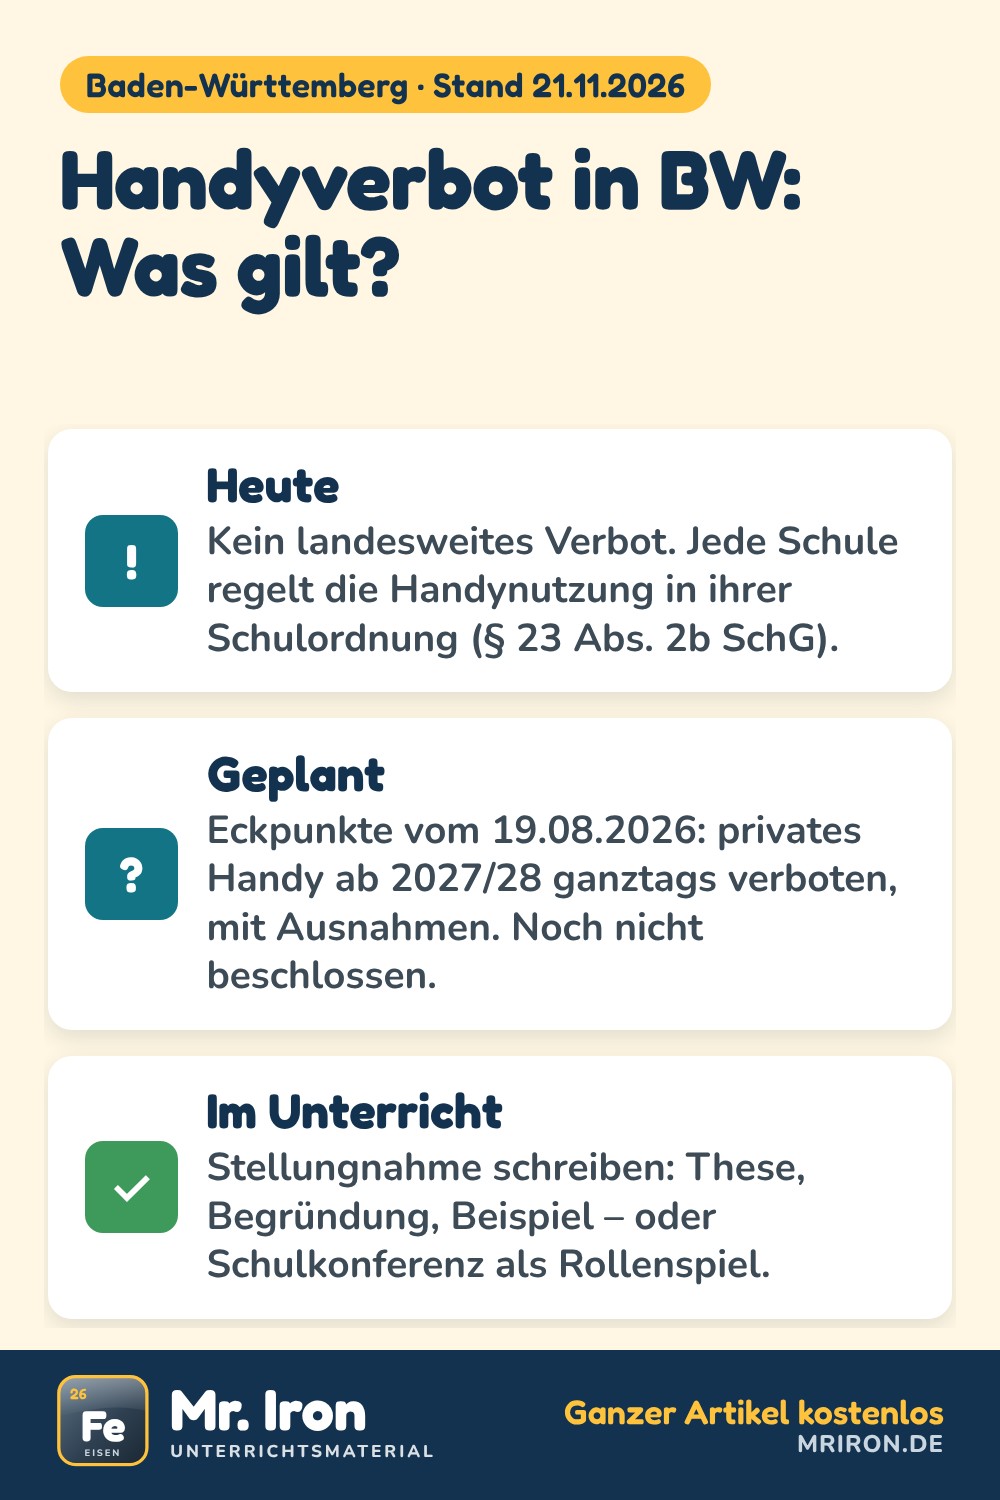 Baden-Württemberg · Stand 21.11.2026
Handyverbot in BW:
Was gilt?
Heute
!
Kein landesweites Verbot. Jede Schule
regelt die Handynutzung in ihrer
Schulordnung (§ 23 Abs. 2b SchG).
Geplant
?
Eckpunkte vom 19.08.2026: privates
Handy ab 2027/28 ganztags verboten,
mit Ausnahmen. Noch nicht
beschlossen.
Im Unterricht
Stellungnahme schreiben: These,
Begründung, Beispiel – oder
Schulkonferenz als Rollenspiel.
26
Fe
EISEN
Mr. Iron
UNTERRICHTSMATERIAL
Ganzer Artikel kostenlos
MRIRON.DE